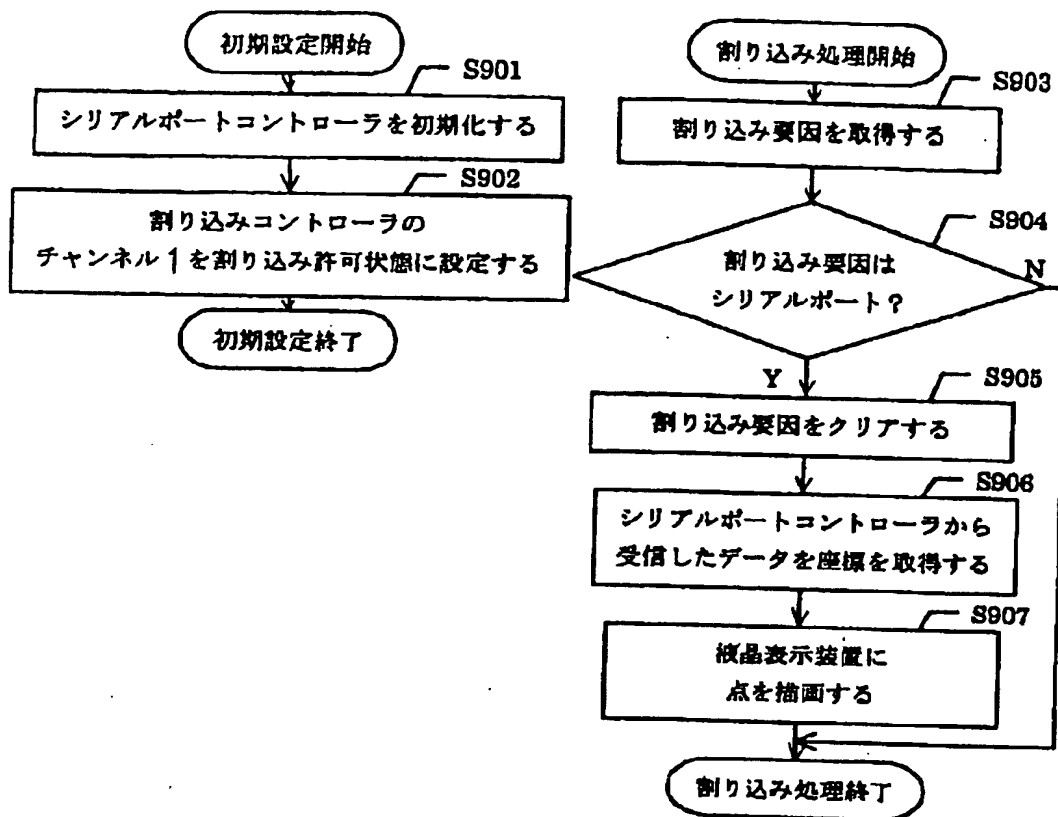 初期設定開始
S901
シリアルポートコントローラを初期化する
S902
割り込みコントローラの
チャンネル1を割り込み許可状態に設定する
初期設定終了
割り込み処理開始
S903
割り込み要因を取得する
S904
割り込み要因は
シリアルポート？
N
Y
S905
割り込み要因をクリアする
S906
シリアルポートコントローラから
受信したデータを座標を取得する
S907
液晶表示装置に
点を描画する
割り込み処理終了